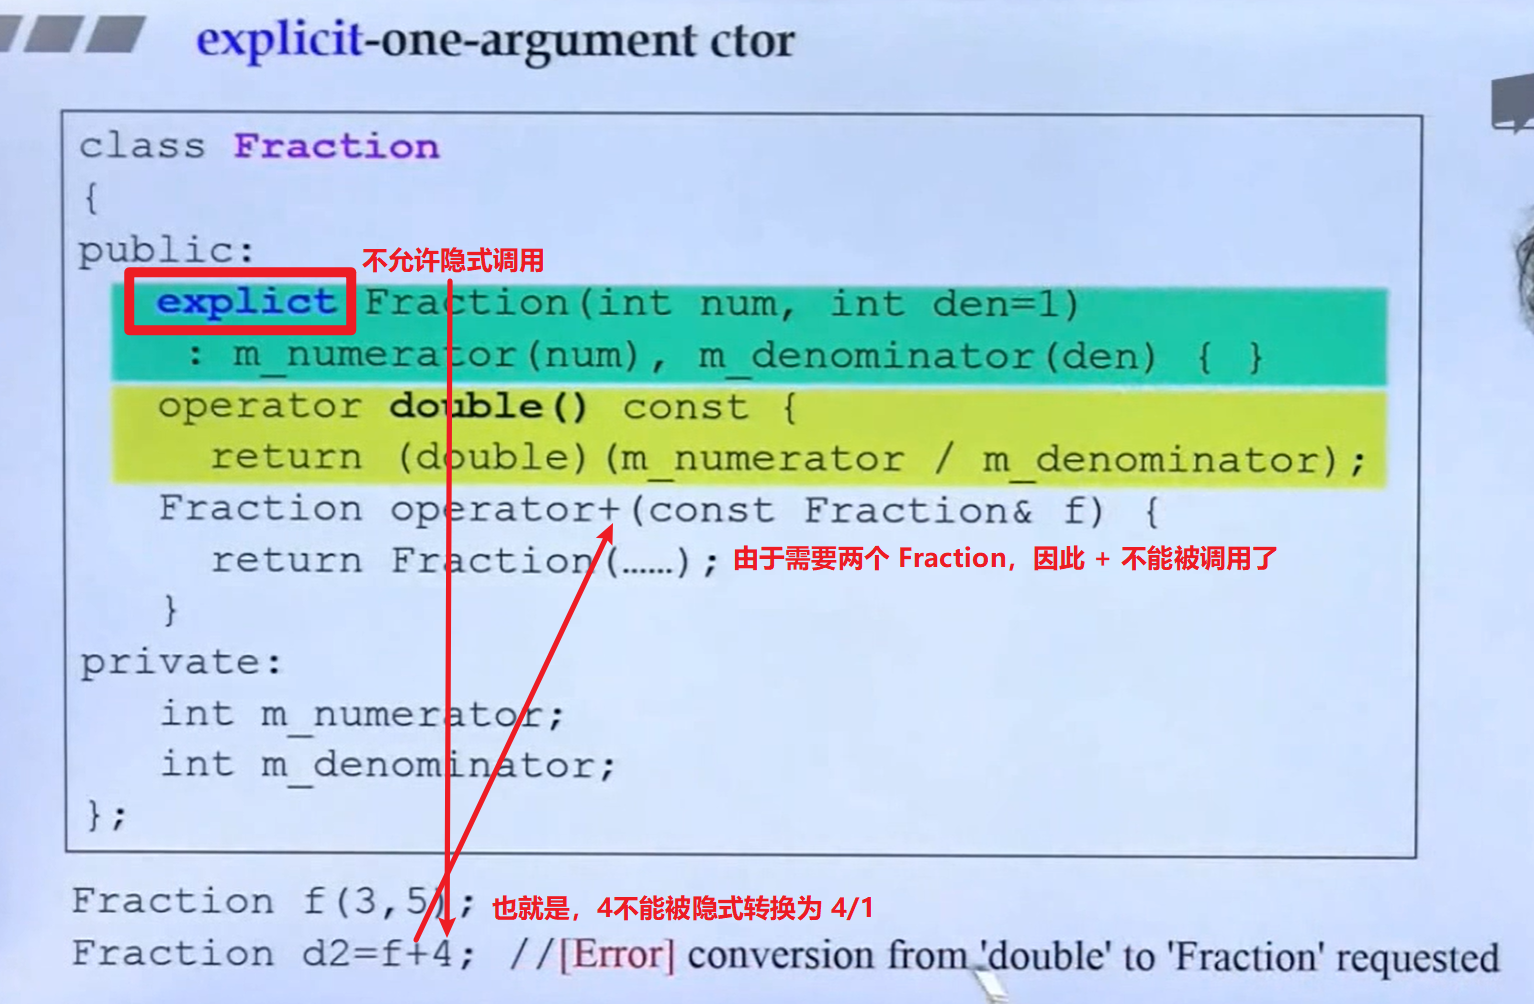 explicit-one-argument ctor
class Fraction
{
public:
不允许隐式调用
explict Fraction(int num, int den=1)
: m_numerator(num), m_denominator(den) { }
operator double() const {
return (double)(m_numerator / m_denominator);
Fraction operator+(const Fraction& f) {
return Fraction(……); 由于需要两个 Fraction，因此 + 不能被调用了
}
private:
int m_numerator;
int m_denominator;
};
Fraction f(3,5); 也就是，4不能被隐式转换为 4/1
Fraction d2=f+4; //[Error] conversion from 'double' to 'Fraction' requested